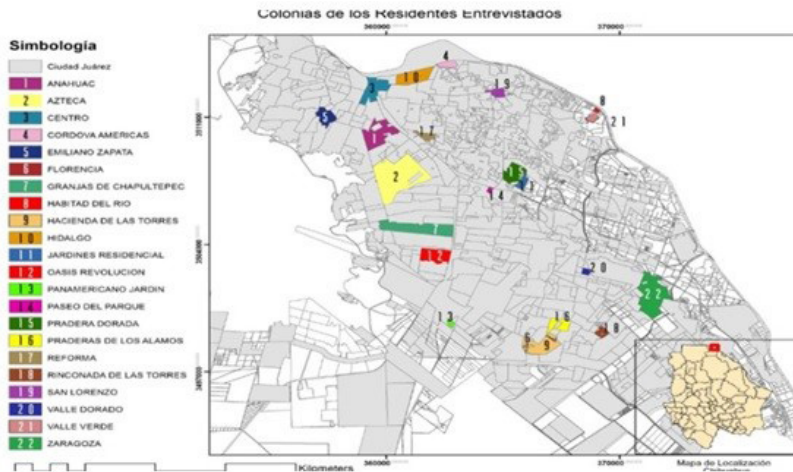 Colonias de los Residentes Entrevistados
360900
370900
Simbología
Ciudad Juárez
1 ANAHUAC
2 AZTECA
3 CENTRO
4 CORDOVA AMERICAS
5 EMILIANO ZAPATA
6 FLORENCIA
7 GRANJAS DE CHAPULTEPEC
8 HABITAD DEL RIO
9 HACIENDA DE LAS TORRES
10 HIDALGO
11 JARDINES RESIDENCIAL
12 OASIS REVOLUCION
13 PANAMERICANO JARDIN
14 PASEO DEL PARQUE
15 PRADERA DORADA
16 PRADERAS DE LOS ALAMOS
17 REFORMA
18 RINCONADA DE LAS TORRES
19 SAN LORENZO
20 VALLE DORADO
21 VALLE VERDE
22 ZARAGOZA
Kilometers
4
10
3
19
8
21
5
1
17
2
15
11
14
7
12
20
22
13
16
18
6
9
360900
370900
Mapa de Localización